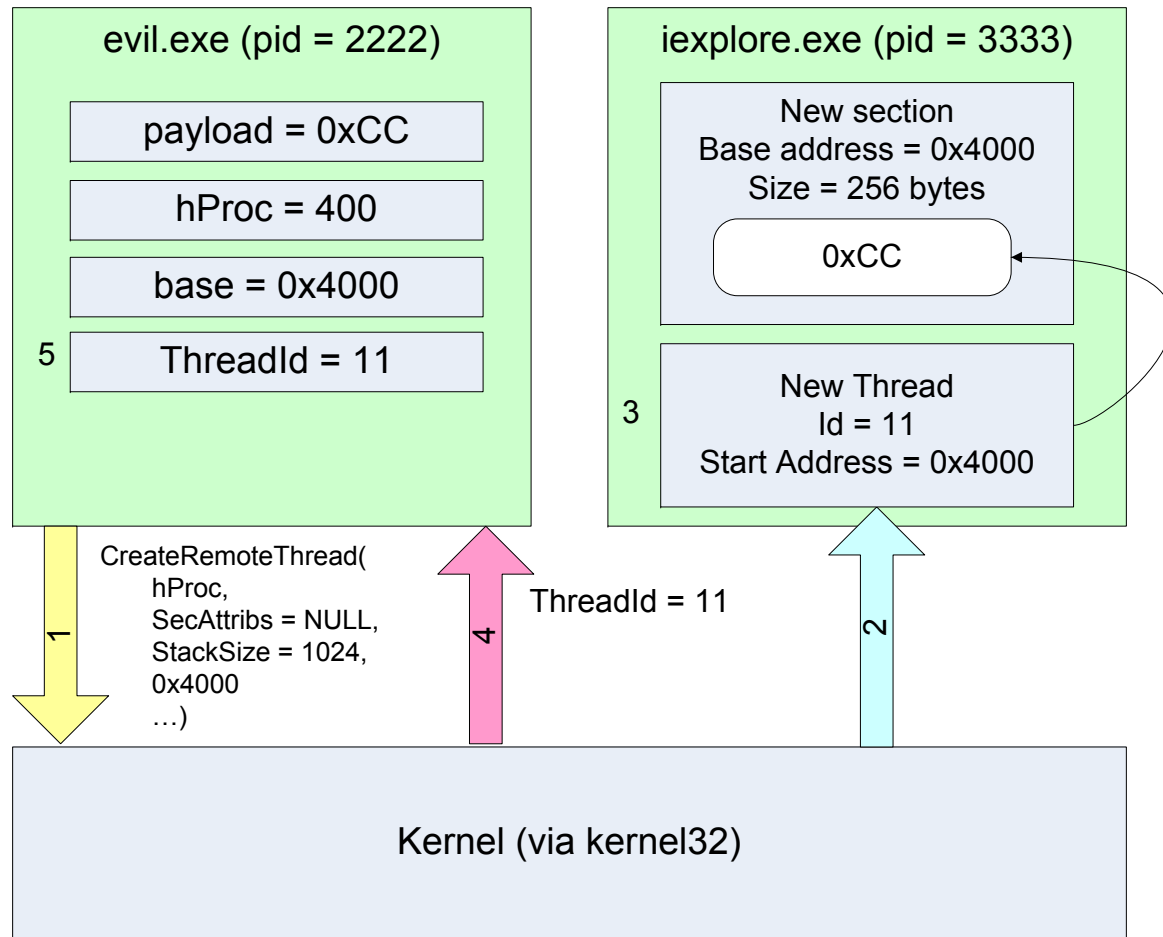 evil.exe (pid = 2222)
payload = 0xCC
hProc = 400
base = 0x4000
5
ThreadId = 11
iexplore.exe (pid = 3333)
New section
Base address = 0x4000
Size = 256 bytes
0xCC
3
New Thread
Id = 11
Start Address = 0x4000
1
CreateRemoteThread(
hProc,
SecAttribs = NULL,
StackSize = 1024,
0x4000
…)
4
ThreadId = 11
2
Kernel (via kernel32)